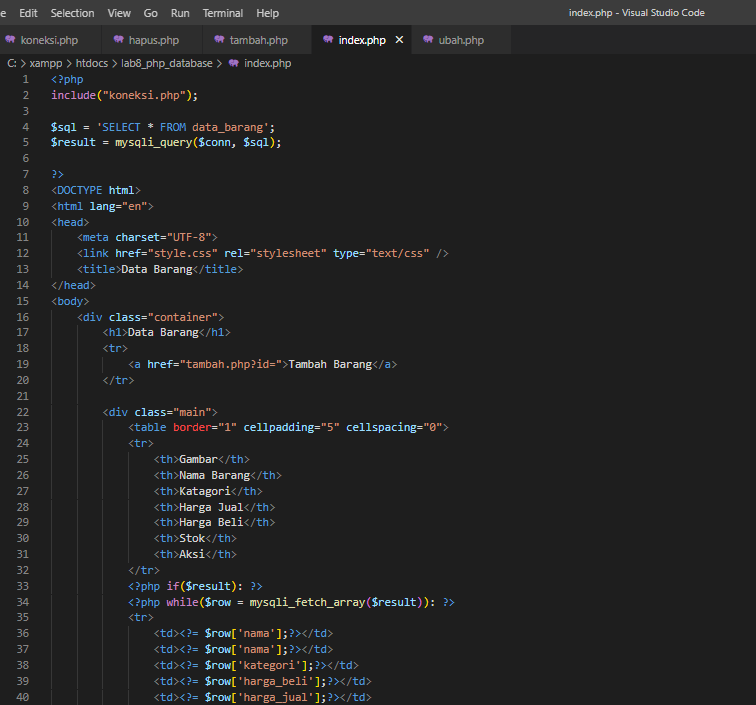 e Edit Selection View Go Run Terminal Help index.php - Visual Studio Code
koneksi.php hapus.php tambah.php index.php × ubah.php
C: > xampp > htdocs > lab8_php_database > index.php
1 <?php
2 include("koneksi.php");
3
4 $sql = 'SELECT * FROM data_barang';
5 $result = mysqli_query($conn, $sql);
6
7 ?>
8 <DOCTYPE html>
9 <html lang="en">
10 <head>
11 <meta charset="UTF-8">
12 <link href="style.css" rel="stylesheet" type="text/css" />
13 <title>Data Barang</title>
14 </head>
15 <body>
16 <div class="container">
17 <h1>Data Barang</h1>
18 <tr>
19 <a href="tambah.php?id=">Tambah Barang</a>
20 </tr>
21
22 <div class="main">
23 <table border="1" cellpadding="5" cellspacing="0">
24 <tr>
25 <th>Gambar</th>
26 <th>Nama Barang</th>
27 <th>Katagori</th>
28 <th>Harga Jual</th>
29 <th>Harga Beli</th>
30 <th>Stok</th>
31 <th>Aksi</th>
32 </tr>
33 <?php if($result): ?>
34 <?php while($row = mysqli_fetch_array($result)): ?>
35 <tr>
36 <td><?= $row['nama'];?></td>
37 <td><?= $row['nama'];?></td>
38 <td><?= $row['kategori'];?></td>
39 <td><?= $row['harga_beli'];?></td>
40 <td><?= $row['harga_jual'];?></td>